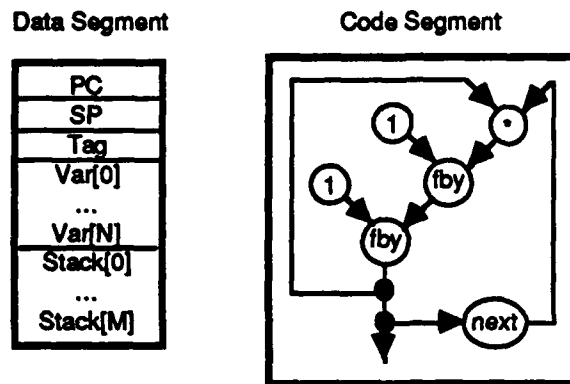 Data Segment
PC
SP
Tag
Var[0]
...
Var[N]
Stack[0]
...
Stack[M]
Code Segment
*
1
fby
1
fby
next